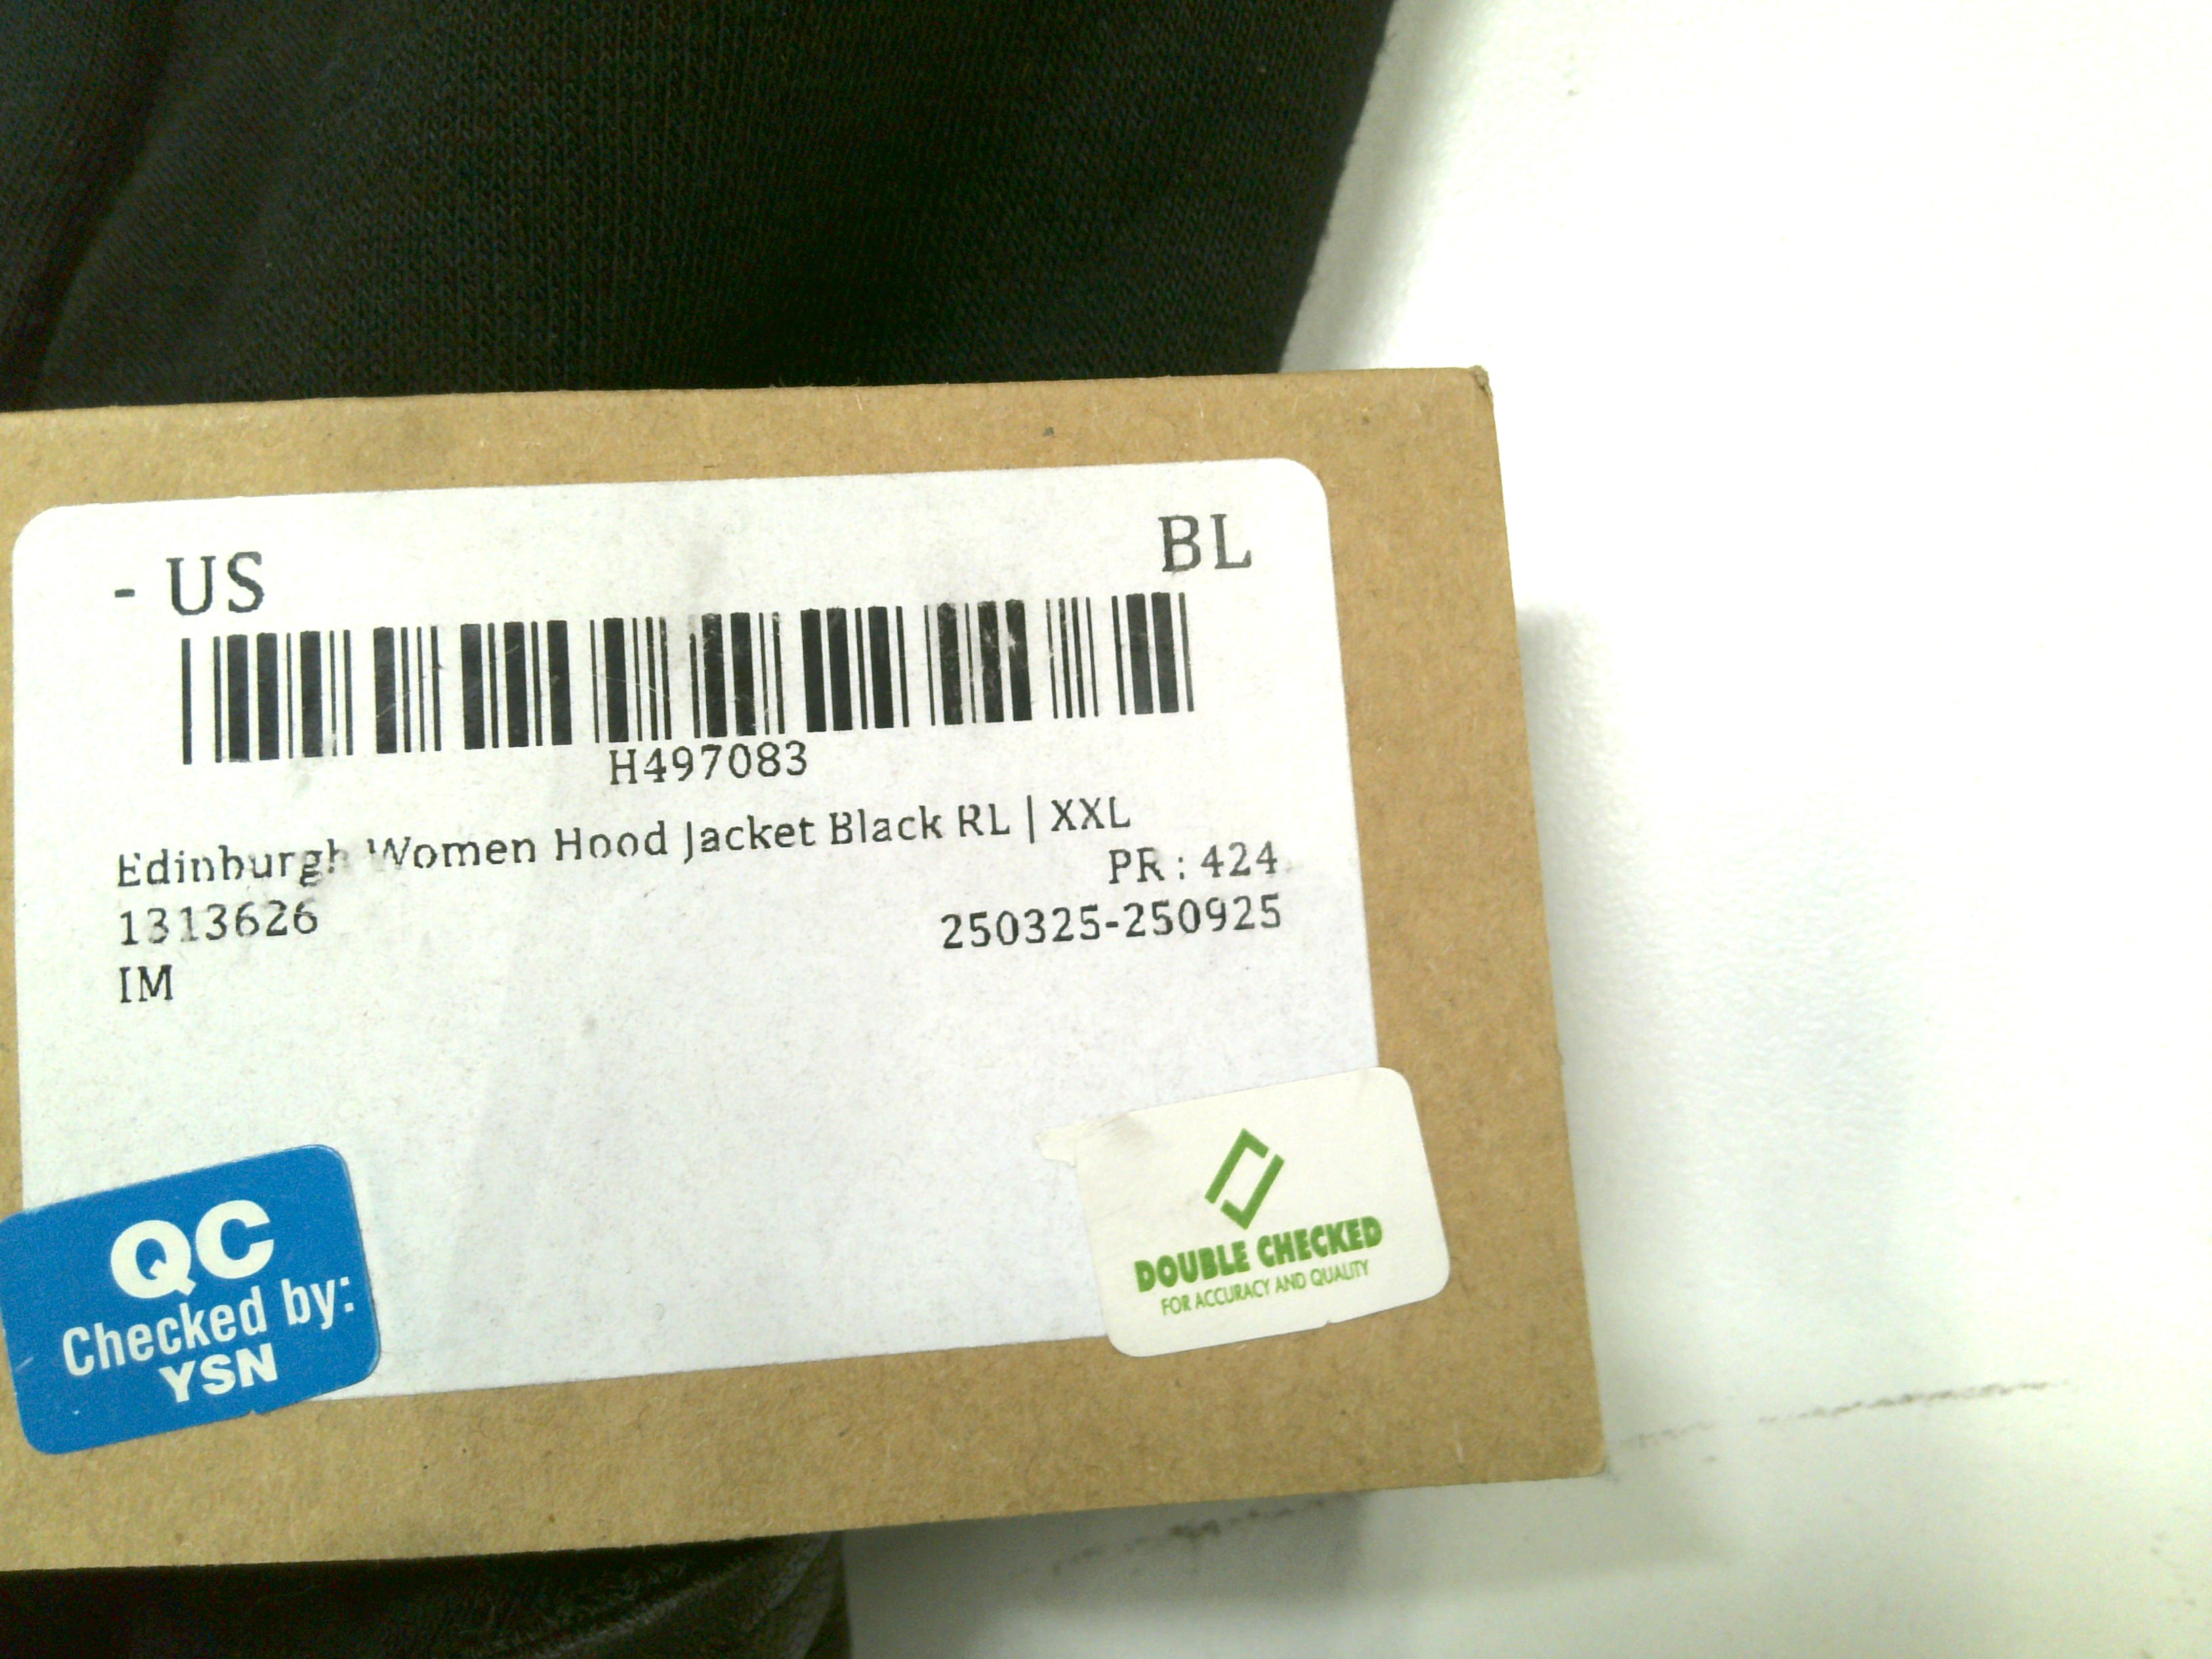 - US BL
H497083
Edinburgh Women Hood Jacket Black RL | XXL
PR : 424
1313626 250325-250925
IM
QC
Checked by:
YSN
DOUBLE CHECKED
FOR ACCURACY AND QUALITY